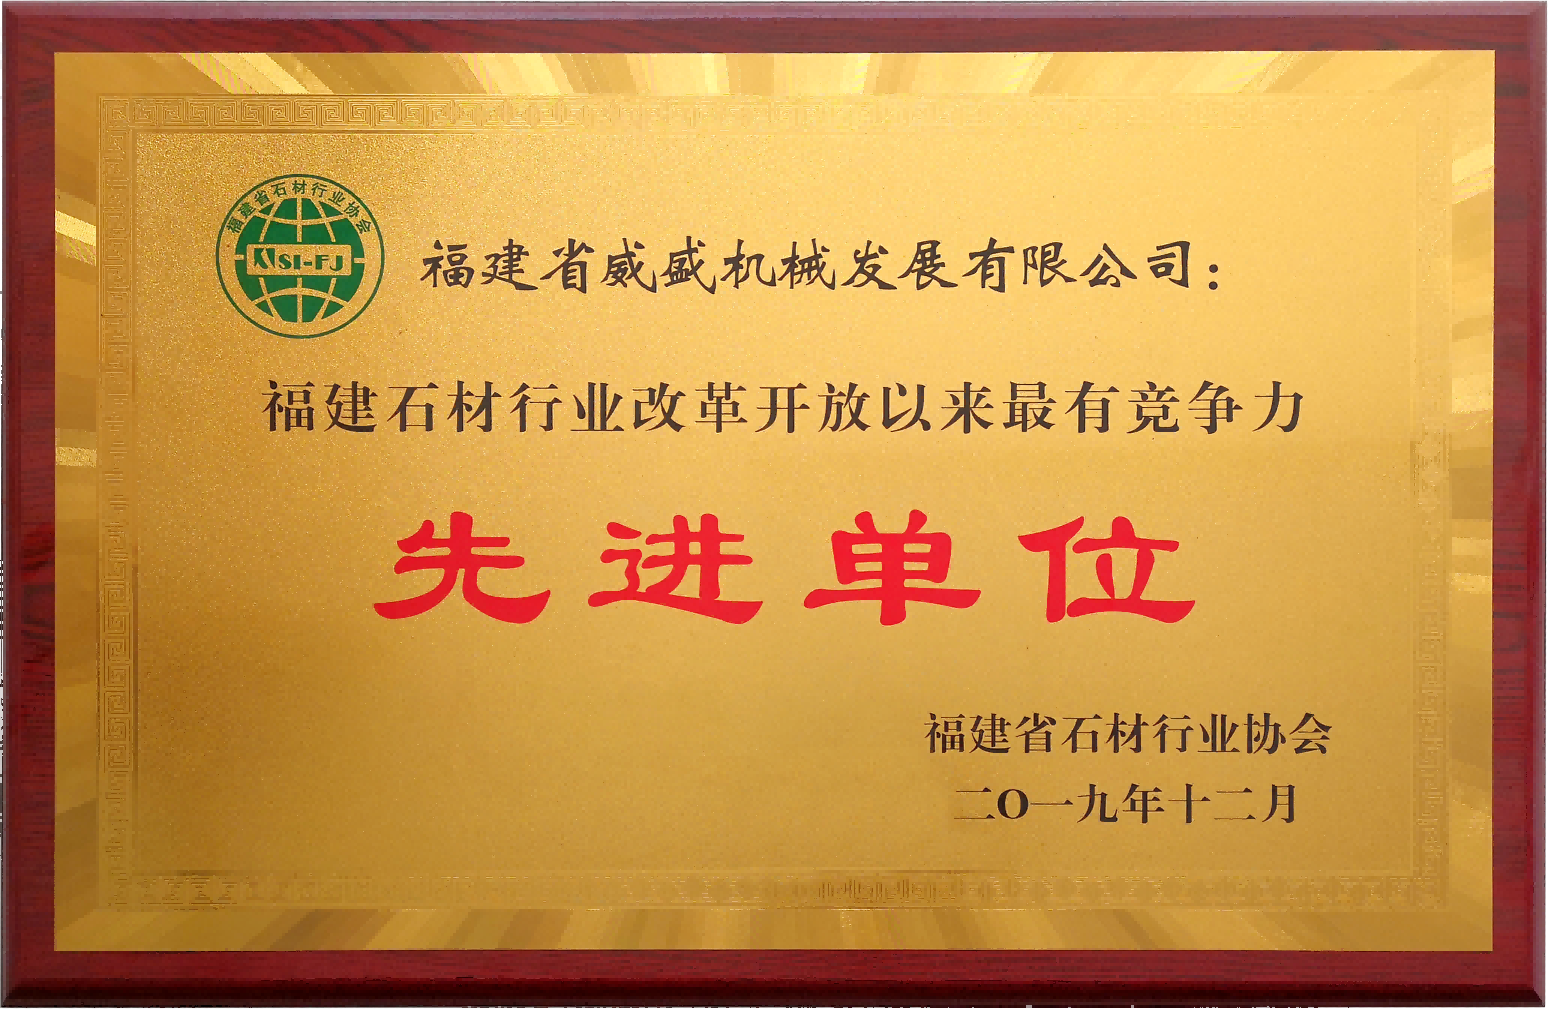 福建省石材行业协会
SI-FJ
福建省威盛机械发展有限公司：
福建石材行业改革开放以来最有竞争力
先进单位
福建省石材行业协会
二O一九年十二月